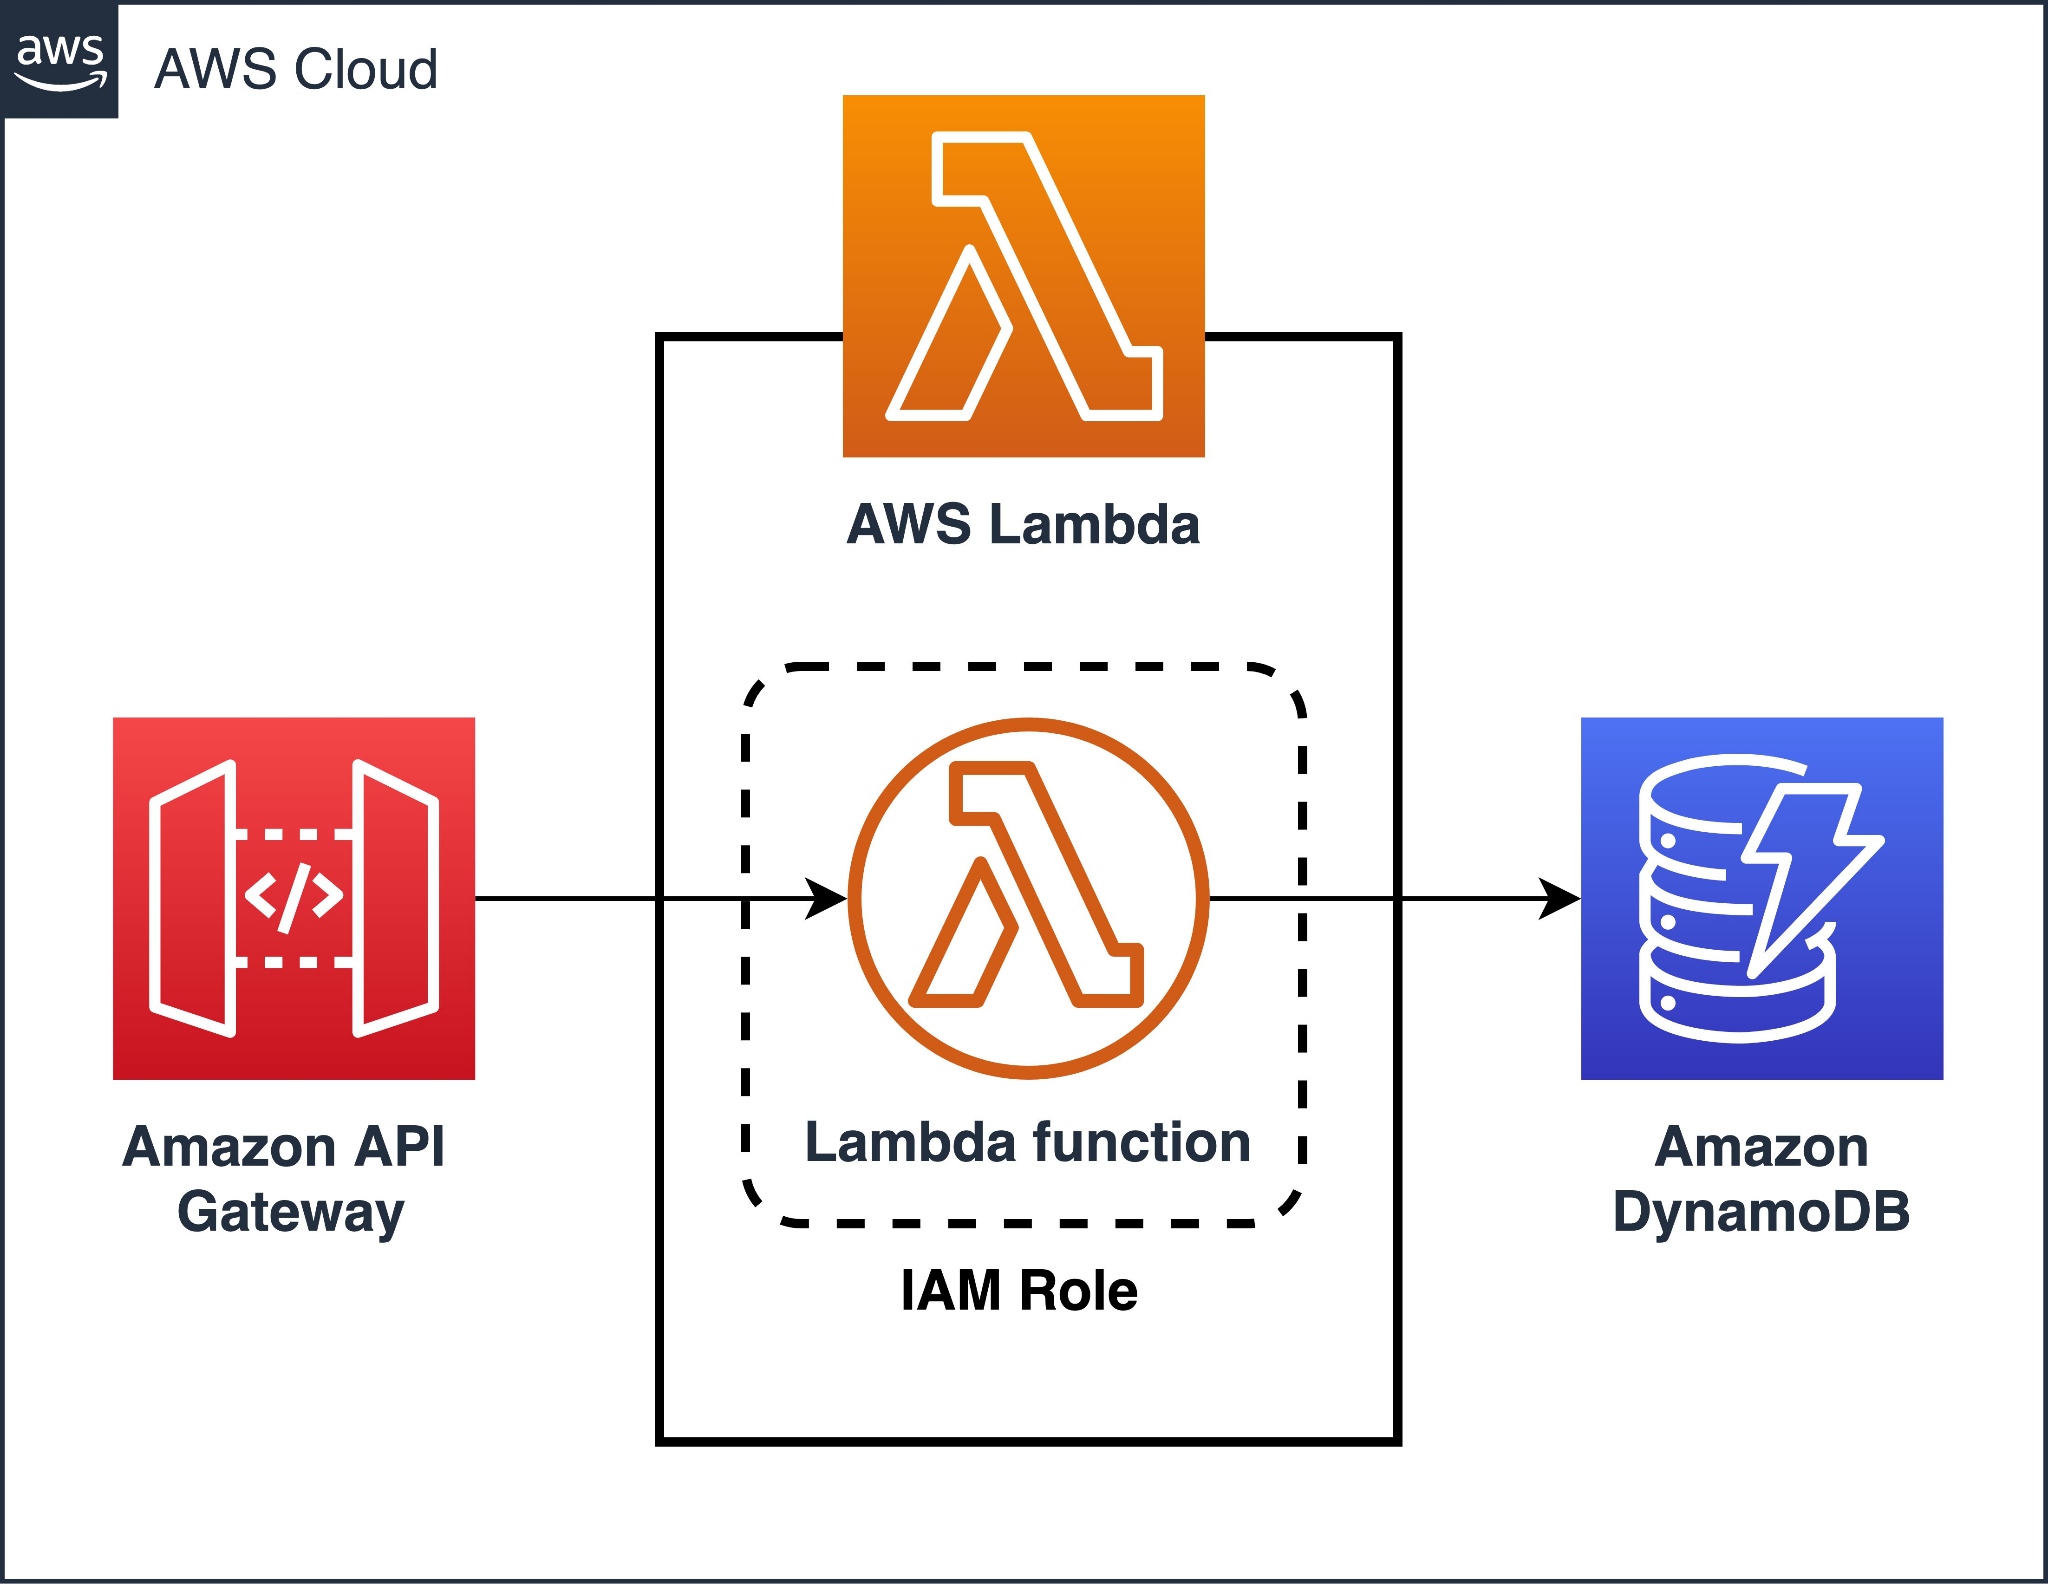 aws
AWS Cloud
AWS Lambda
</>
Amazon API
Gateway
Lambda function
IAM Role
Amazon
DynamoDB